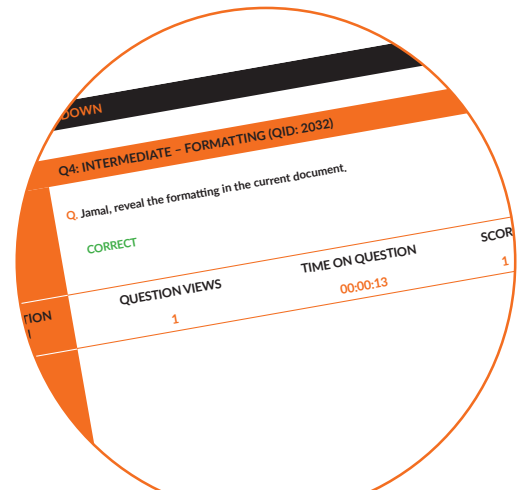 DOWN
Q4: INTERMEDIATE – FORMATTING (QID: 2032)
Q. Jamal, reveal the formatting in the current document.
CORRECT
TION QUESTION VIEWS TIME ON QUESTION SCOR
1 00:00:13 1